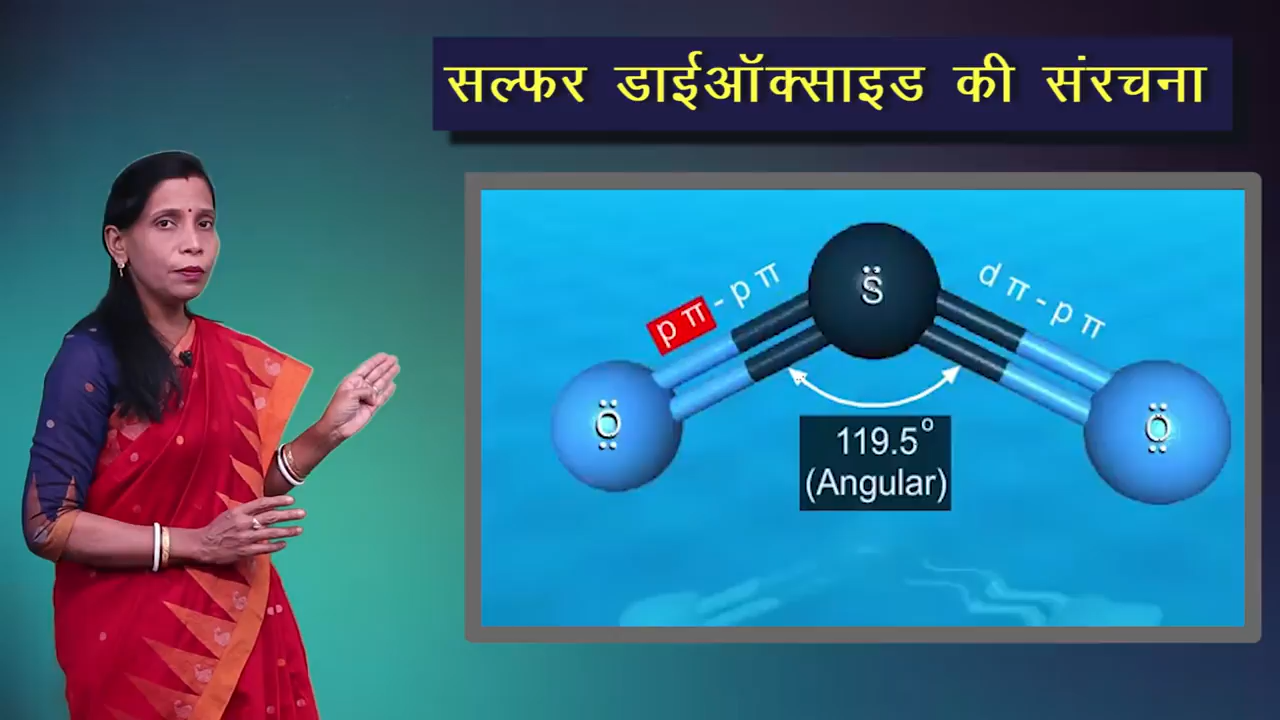 सल्फर डाईऑक्साइड की संरचना
pπ-pπ
dπ-pπ
S
O
O
119.5°
(Angular)